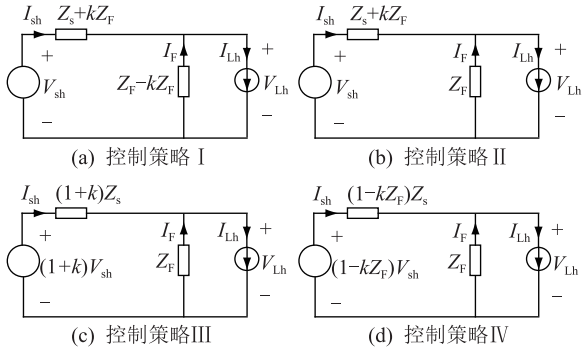 I_sh Z_s+kZ_F
I_F I_Lh +
+ V_sh − Z_F−kZ_F V_Lh −
(a) 控制策略Ⅰ
I_sh Z_s+kZ_F
I_F I_Lh +
+ V_sh − Z_F V_Lh −
(b) 控制策略Ⅱ
I_sh (1+k)Z_s
I_F I_Lh +
+ (1+k)V_sh − Z_F V_Lh −
(c) 控制策略Ⅲ
I_sh (1−kZ_F)Z_s
I_F I_Lh +
+ (1−kZ_F)V_sh − Z_F V_Lh −
(d) 控制策略Ⅳ